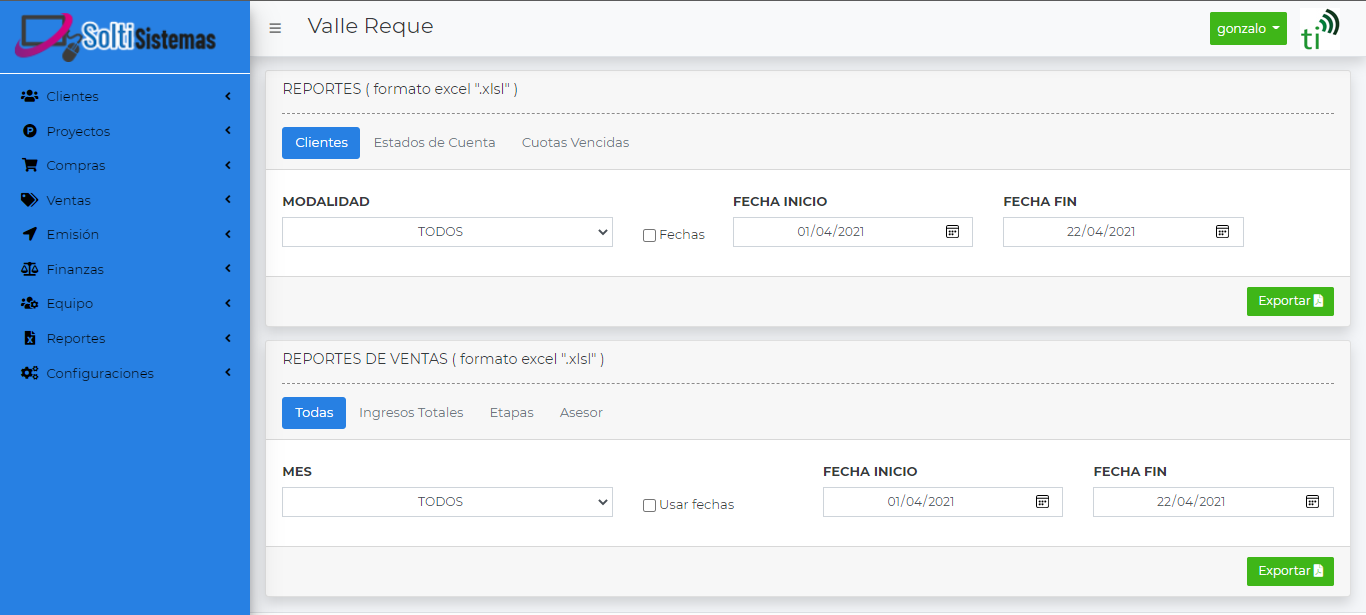 Solti Sistemas
Valle Reque
gonzalo
ti
Clientes
Proyectos
Compras
Ventas
Emisión
Finanzas
Equipo
Reportes
Configuraciones
REPORTES ( formato excel ".xlsl" )
Clientes Estados de Cuenta Cuotas Vencidas
MODALIDAD FECHA INICIO FECHA FIN
TODOS Fechas 01/04/2021 22/04/2021
Exportar
REPORTES DE VENTAS ( formato excel ".xlsl" )
Todas Ingresos Totales Etapas Asesor
MES FECHA INICIO FECHA FIN
TODOS Usar fechas 01/04/2021 22/04/2021
Exportar